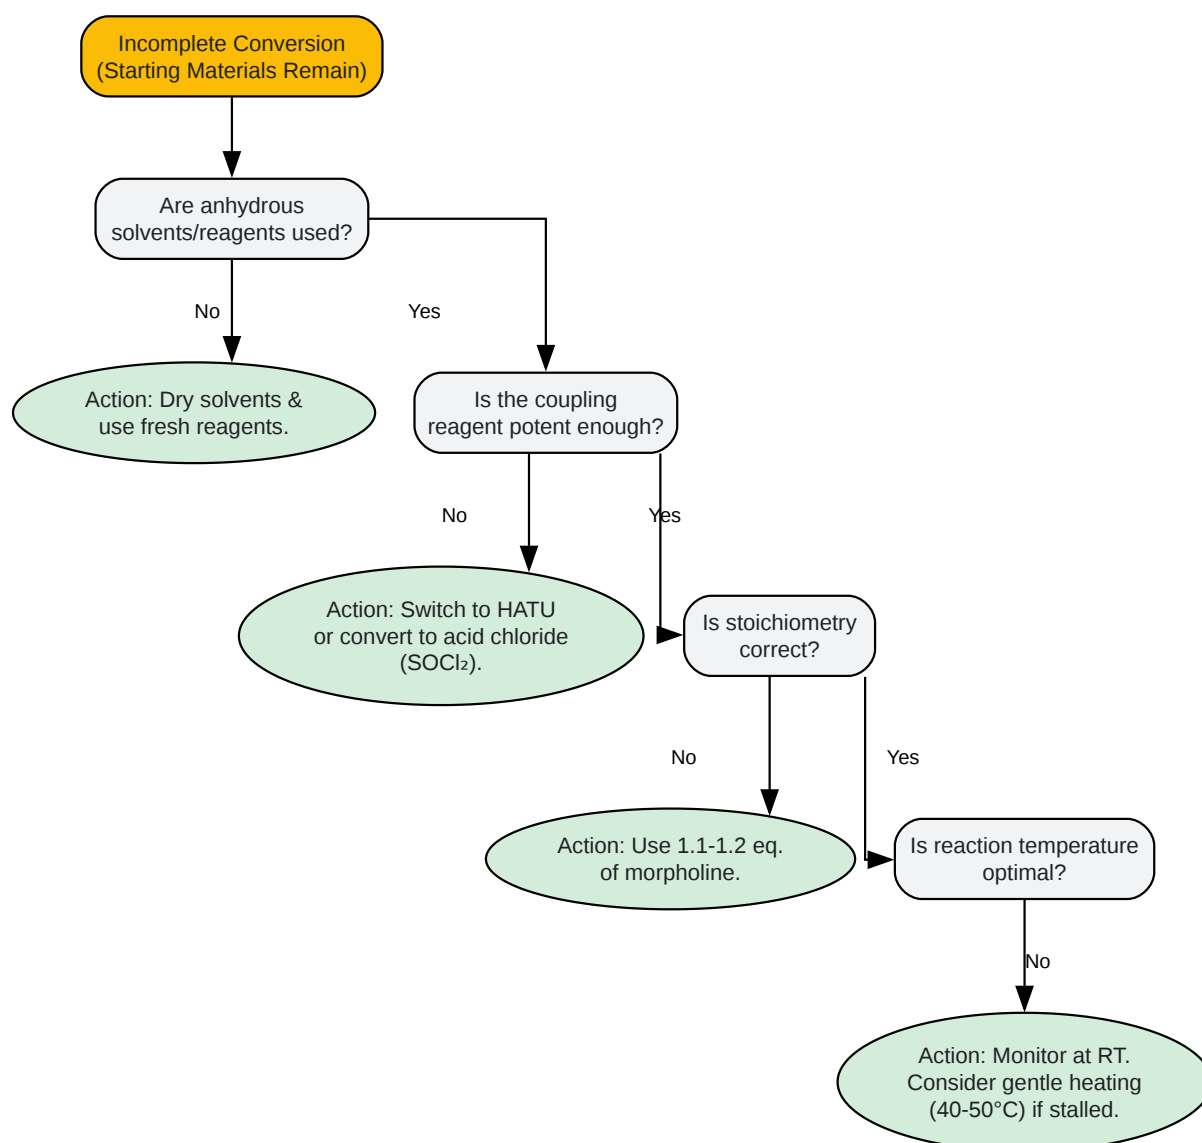 Incomplete Conversion
(Starting Materials Remain)
Are anhydrous
solvents/reagents used?
No
Yes
Action: Dry solvents &
use fresh reagents.
Is the coupling
reagent potent enough?
No
Yes
Action: Switch to HATU
or convert to acid chloride
(SOCl₂).
Is stoichiometry
correct?
No
Yes
Action: Use 1.1-1.2 eq.
of morpholine.
Is reaction temperature
optimal?
No
Action: Monitor at RT.
Consider gentle heating
(40-50°C) if stalled.